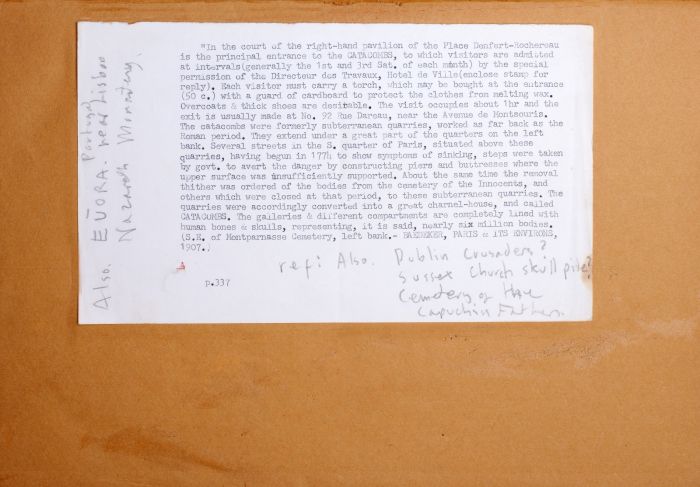 "In the court of the right-hand pavilion of the Place Denfert-Rochereau
is the principal entrance to the CATACOMBS, to which visitors are admitted
at intervals(generally the 1st and 3rd Sat. of each month) by the special
permission of the Directeur des Travaux, Hotel de Ville(enclose stamp for
reply). Each visitor must carry a torch, which may be bought at the entrance
(50 c.) with a guard of cardboard to protect the clothes from melting wax.
Overcoats & thick shoes are desirable. The visit occupies about 1hr and the
exit is usually made at No. 92 Rue Dareau, near the Avenue de Montsouris.
The catacombs were formerly subterranean quarries, worked as far back as the
Roman period. They extend under a great part of the quarters on the left
bank. Several streets in the S. quarter of Paris, situated above these
quarries, having begun in 1774 to show symptoms of sinking, steps were taken
by govt. to avert the danger by constructing piers and buttresses where the
upper surface was insufficiently supported. About the same time the removal
thither was ordered of the bodies from the cemetery of the Innocents, and
others which were closed at that period, to these subterranean quarries. The
quarries were accordingly converted into a great charnel-house, and called
CATACOMBS. The galleries & different compartments are completely lined with
human bones & skulls, representing, it is said, nearly six million bodies.
(S.E. of Montparnasse Cemetery, left bank.- BAEDEKER, PARIS & ITS ENVIRONS,
1907.)
p.337
ref: Also. Dublin Crusaders?
Sussex Church skull pile?
Cemetery of
Capuchin Fathers.
Portugal
Also. EVORA. near Lisbon
Nazareth Monastery.